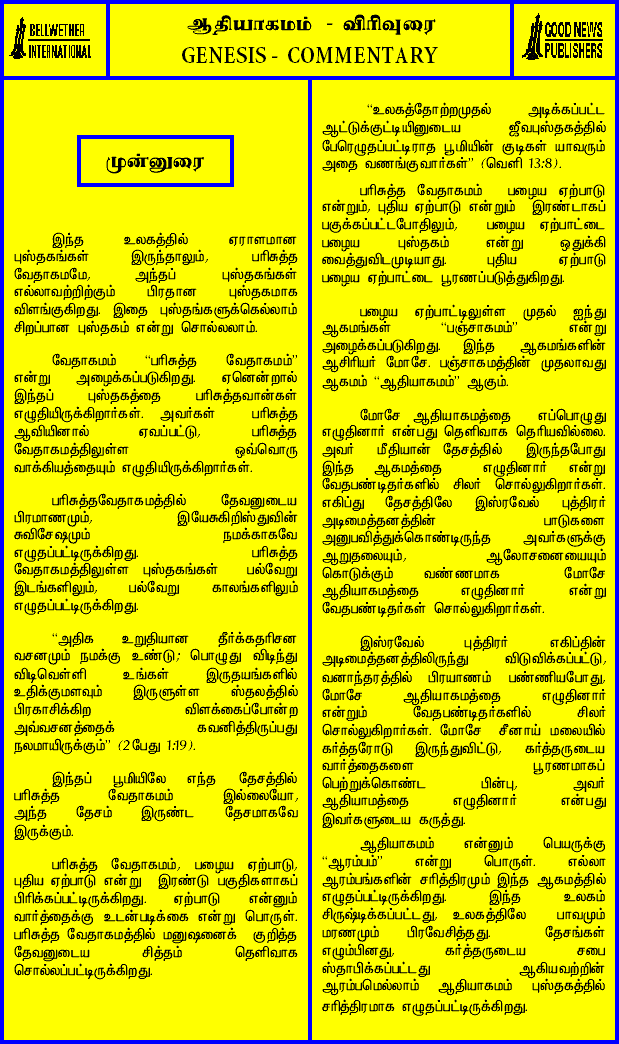 BELLWETHER
INTERNATIONAL
ஆதியாகமம் - விரிவுரை
GENESIS - COMMENTARY
GOOD NEWS
PUBLISHERS
முன்னுரை
இந்த உலகத்தில் ஏராளமான
புஸ்தகங்கள் இருந்தாலும், பரிசுத்த
வேதாகமமே, அந்தப் புஸ்தகங்கள்
எல்லாவற்றிற்கும் பிரதான புஸ்தகமாக
விளங்குகிறது. இதை புஸ்தகங்களுக்கெல்லாம்
சிறப்பான புஸ்தகம் என்று சொல்லலாம்.
வேதாகமம் “பரிசுத்த வேதாகமம்”
என்று அழைக்கப்படுகிறது. ஏனென்றால்
இந்தப் புஸ்தகத்தை பரிசுத்தவான்கள்
எழுதியிருக்கிறார்கள். அவர்கள் பரிசுத்த
ஆவியினால் ஏவப்பட்டு, பரிசுத்த
வேதாகமத்திலுள்ள ஒவ்வொரு
வாக்கியத்தையும் எழுதியிருக்கிறார்கள்.
பரிசுத்தவேதாகமத்தில் தேவனுடைய
பிரமாணமும், இயேசுகிறிஸ்துவின்
சுவிசேஷமும் நமக்காகவே
எழுதப்பட்டிருக்கிறது. பரிசுத்த
வேதாகமத்திலுள்ள புஸ்தகங்கள் பல்வேறு
இடங்களிலும், பல்வேறு காலங்களிலும்
எழுதப்பட்டிருக்கிறது.
“அதிக உறுதியான தீர்க்கதரிசன
வசனமும் நமக்கு உண்டு; பொழுது விடிந்து
விடிவெள்ளி உங்கள் இருதயங்களில்
உதிக்குமளவும் இருளுள்ள ஸ்தலத்தில்
பிரகாசிக்கிற விளக்கைப்போன்ற
அவ்வசனத்தைக் கவனித்திருப்பது
நலமாயிருக்கும்” (2பேது 1:19).
இந்தப் பூமியிலே எந்த தேசத்தில்
பரிசுத்த வேதாகமம் இல்லையோ,
அந்த தேசம் இருண்ட தேசமாகவே
இருக்கும்.
பரிசுத்த வேதாகமம், பழைய ஏற்பாடு,
புதிய ஏற்பாடு என்று இரண்டு பகுதிகளாகப்
பிரிக்கப்பட்டிருக்கிறது. ஏற்பாடு என்னும்
வார்த்தைக்கு உடன்படிக்கை என்று பொருள்.
பரிசுத்த வேதாகமத்தில் மனுஷனைக் குறித்த
தேவனுடைய சித்தம் தெளிவாக
சொல்லப்பட்டிருக்கிறது.
“உலகத்தோற்றமுதல் அடிக்கப்பட்ட
ஆட்டுக்குட்டியினுடைய ஜீவபுஸ்தகத்தில்
பேரெழுதப்பட்டிராத பூமியின் குடிகள் யாவரும்
அதை வணங்குவார்கள்” (வெளி 13:8).
பரிசுத்த வேதாகமம் பழைய ஏற்பாடு
என்றும், புதிய ஏற்பாடு என்றும் இரண்டாகப்
பகுக்கப்பட்டபோதிலும், பழைய ஏற்பாட்டை
பழைய புஸ்தகம் என்று ஒதுக்கி
வைத்துவிடமுடியாது. புதிய ஏற்பாடு
பழைய ஏற்பாட்டை பூரணப்படுத்துகிறது.
பழைய ஏற்பாட்டிலுள்ள முதல் ஐந்து
ஆகமங்கள் “பஞ்சாகமம்” என்று
அழைக்கப்படுகிறது. இந்த ஆகமங்களின்
ஆசிரியர் மோசே. பஞ்சாகமத்தின் முதலாவது
ஆகமம் “ஆதியாகமம்” ஆகும்.
மோசே ஆதியாகமத்தை எப்பொழுது
எழுதினார் என்பது தெளிவாக தெரியவில்லை.
அவர் மீதியான் தேசத்தில் இருந்தபோது
இந்த ஆகமத்தை எழுதினார் என்று
வேதபண்டிதர்களில் சிலர் சொல்லுகிறார்கள்.
எகிப்து தேசத்திலே இஸ்ரவேல் புத்திரர்
அடிமைத்தனத்தின் பாடுகளை
அனுபவித்துக்கொண்டிருந்த அவர்களுக்கு
ஆறுதலையும், ஆலோசனையையும்
கொடுக்கும் வண்ணமாக மோசே
ஆதியாகமத்தை எழுதினார் என்று
வேதபண்டிதர்கள் சொல்லுகிறார்கள்.
இஸ்ரவேல் புத்திரர் எகிப்தின்
அடிமைத்தனத்திலிருந்து விடுவிக்கப்பட்டு,
வனாந்தரத்தில் பிரயாணம் பண்ணியபோது,
மோசே ஆதியாகமத்தை எழுதினார்
என்றும் வேதபண்டிதர்களில் சிலர்
சொல்லுகிறார்கள். மோசே சீனாய் மலையில்
கர்த்தரோடு இருந்துவிட்டு, கர்த்தருடைய
வார்த்தைகளை பூரணமாகப்
பெற்றுக்கொண்ட பின்பு, அவர்
ஆதியாமத்தை எழுதினார் என்பது
இவர்களுடைய கருத்து.
ஆதியாகமம் என்னும் பெயருக்கு
“ஆரம்பம்” என்று பொருள். எல்லா
ஆரம்பங்களின் சரித்திரமும் இந்த ஆகமத்தில்
எழுதப்பட்டிருக்கிறது. இந்த உலகம்
சிருஷ்டிக்கப்பட்டது. உலகத்திலே பாவமும்
மரணமும் பிரவேசித்தது. தேசங்கள்
எழும்பினது, கர்த்தருடைய சபை
ஸ்தாபிக்கப்பட்டது ஆகியவற்றின்
ஆரம்பமெல்லாம் ஆதியாகமம் புஸ்தகத்தில்
சரித்திரமாக எழுதப்பட்டிருக்கிறது.